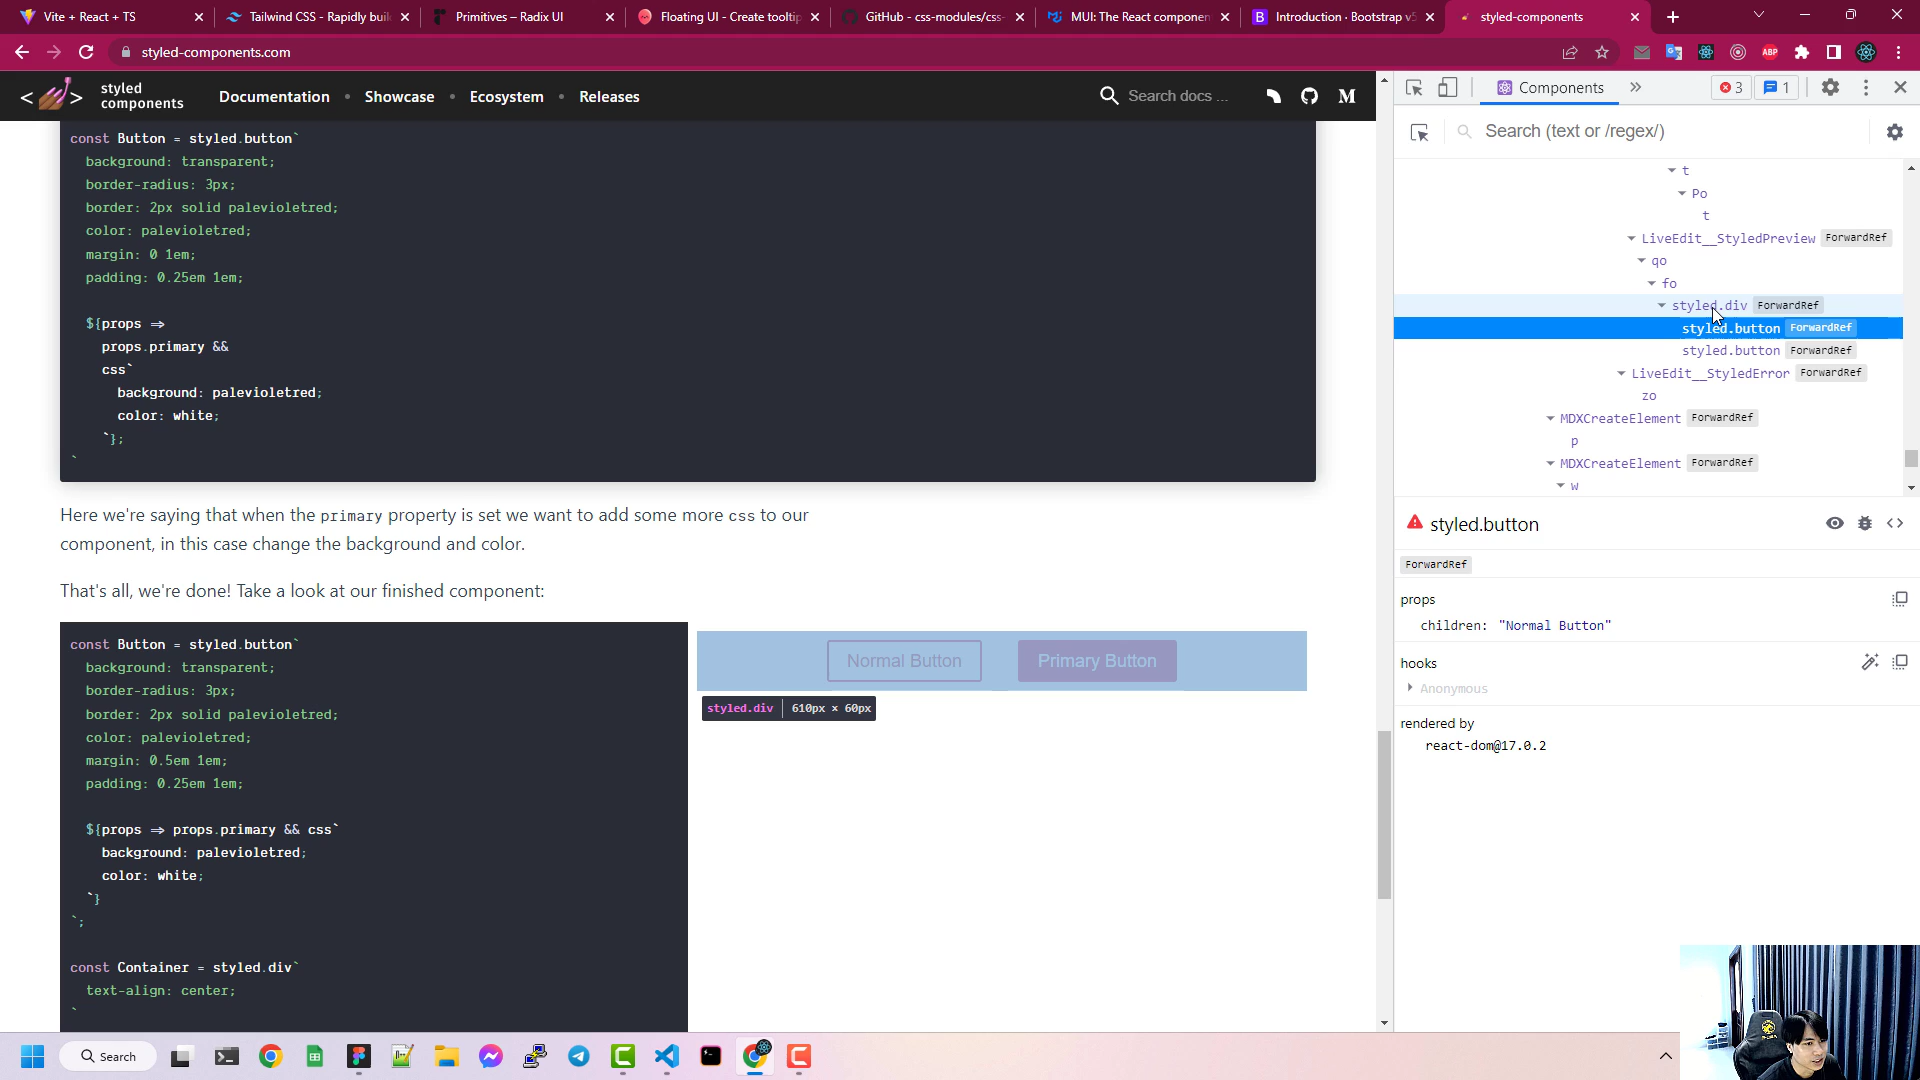 Vite + React + TS
Tailwind CSS - Rapidly buil
Primitives – Radix UI
Floating UI - Create tooltip
GitHub - css-modules/css-
MUI: The React componen
Introduction · Bootstrap v5
styled-components
styled-components.com
ABP
styled
components
Documentation • Showcase • Ecosystem • Releases
Search docs ...
Components
3
1
Search (text or /regex/)
const Button = styled.button`
background: transparent;
border-radius: 3px;
border: 2px solid palevioletred;
color: palevioletred;
margin: 0 1em;
padding: 0.25em 1em;
${props ⇒
props.primary &&
css`
background: palevioletred;
color: white;
`};
`
Here we're saying that when the primary property is set we want to add some more css to our
component, in this case change the background and color.
That's all, we're done! Take a look at our finished component:
const Button = styled.button`
background: transparent;
border-radius: 3px;
border: 2px solid palevioletred;
color: palevioletred;
margin: 0.5em 1em;
padding: 0.25em 1em;
${props ⇒ props.primary && css`
background: palevioletred;
color: white;
`}
`;
const Container = styled.div`
text-align: center;
`
Normal Button
Primary Button
styled.div | 610px × 60px
t
Po
t
LiveEdit__StyledPreview ForwardRef
qo
fo
styled.div ForwardRef
styled.button ForwardRef
styled.button ForwardRef
LiveEdit__StyledError ForwardRef
zo
MDXCreateElement ForwardRef
p
MDXCreateElement ForwardRef
w
styled.button
ForwardRef
props
children: "Normal Button"
hooks
Anonymous
rendered by
react-dom@17.0.2
Search